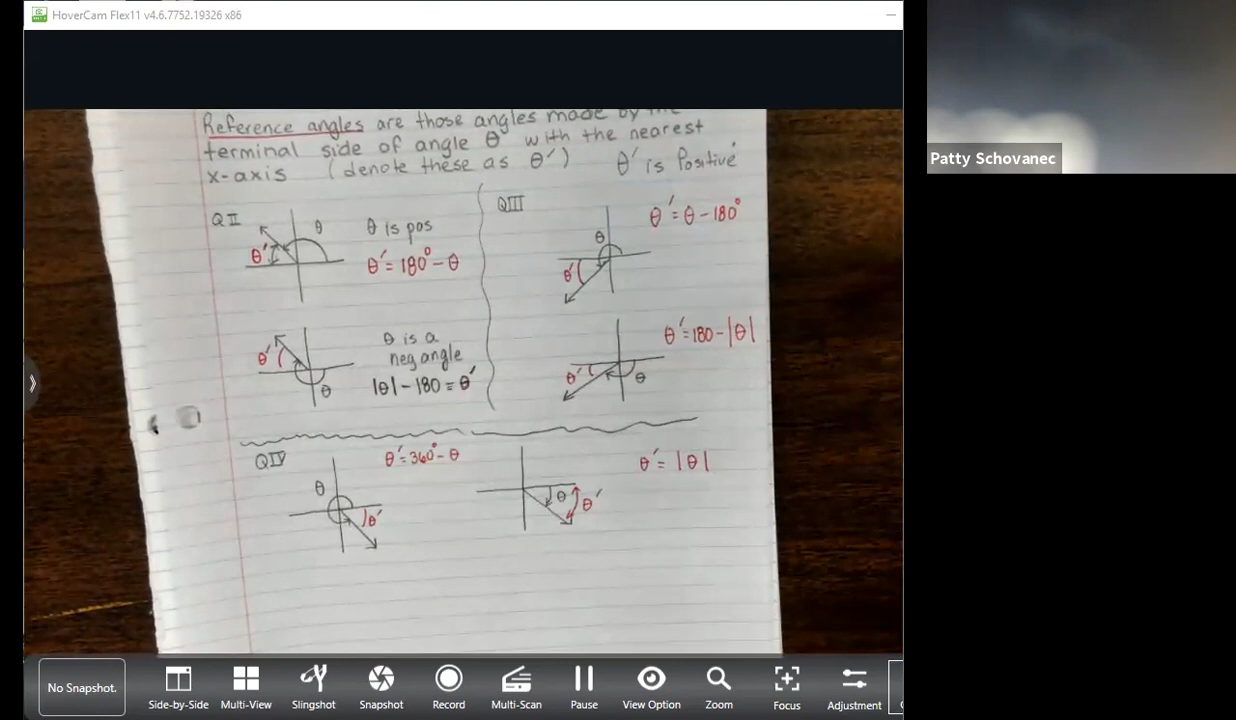 HoverCam Flex11 v4.6.7752.19326 x86
Patty Schovanec
Reference angles are those angles made by the
terminal side of angle θ with the nearest
x-axis (denote these as θ′) θ′ is Positive
QII
θ
θ′
θ is pos
θ′ = 180° - θ
θ′
θ
θ is a
neg angle
|θ| - 180 = θ′
QIII
θ
θ′
θ′ = θ - 180°
θ′ = 180 - |θ|
θ′
θ
QIV
θ′ = 360° - θ
θ
θ′
θ′ = |θ|
θ
θ′
No Snapshot.
Side-by-Side
Multi-View
Slingshot
Snapshot
Record
Multi-Scan
Pause
View Option
Zoom
Focus
Adjustment